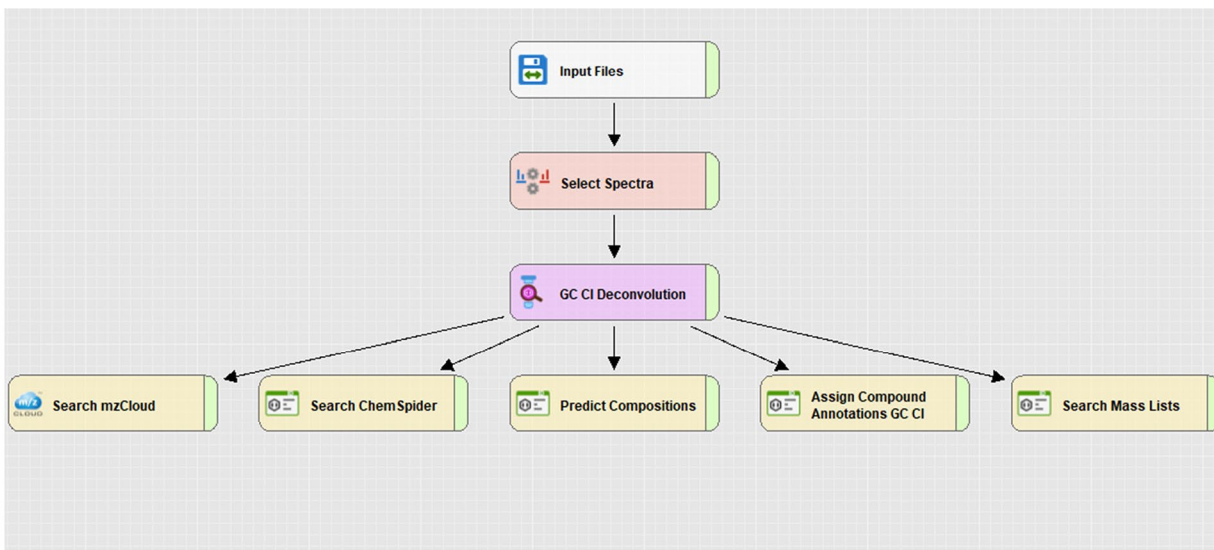 Input Files
Select Spectra
GC CI Deconvolution
m/z
CLOUD
Search mzCloud
Search ChemSpider
Predict Compositions
Assign Compound
Annotations GC CI
Search Mass Lists